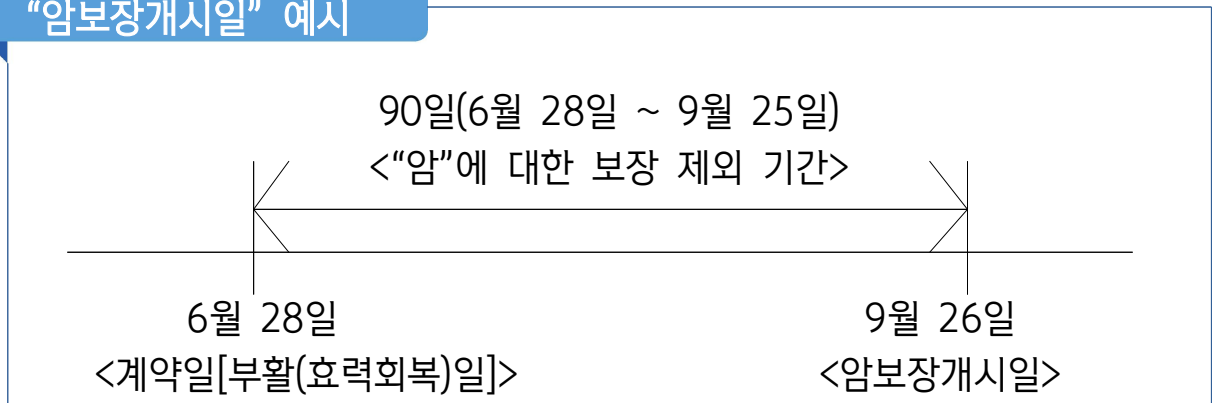 “암보장개시일” 예시
90일(6월 28일 ~ 9월 25일)
<“암”에 대한 보장 제외 기간>
6월 28일
<계약일[부활(효력회복)일]>
9월 26일
<암보장개시일>